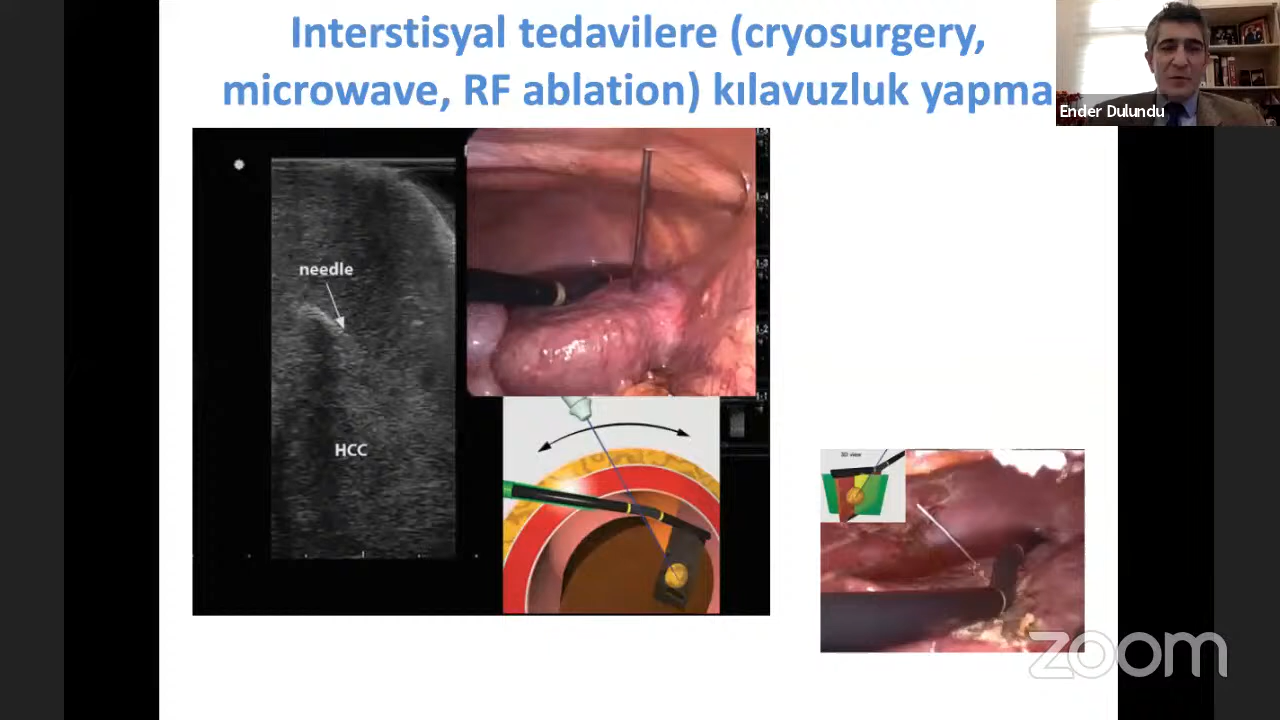 Interstisyal tedavilere (cryosurgery,
microwave, RF ablation) kılavuzluk yapma
Ender Dulundu
needle
HCC
3D view
zoom